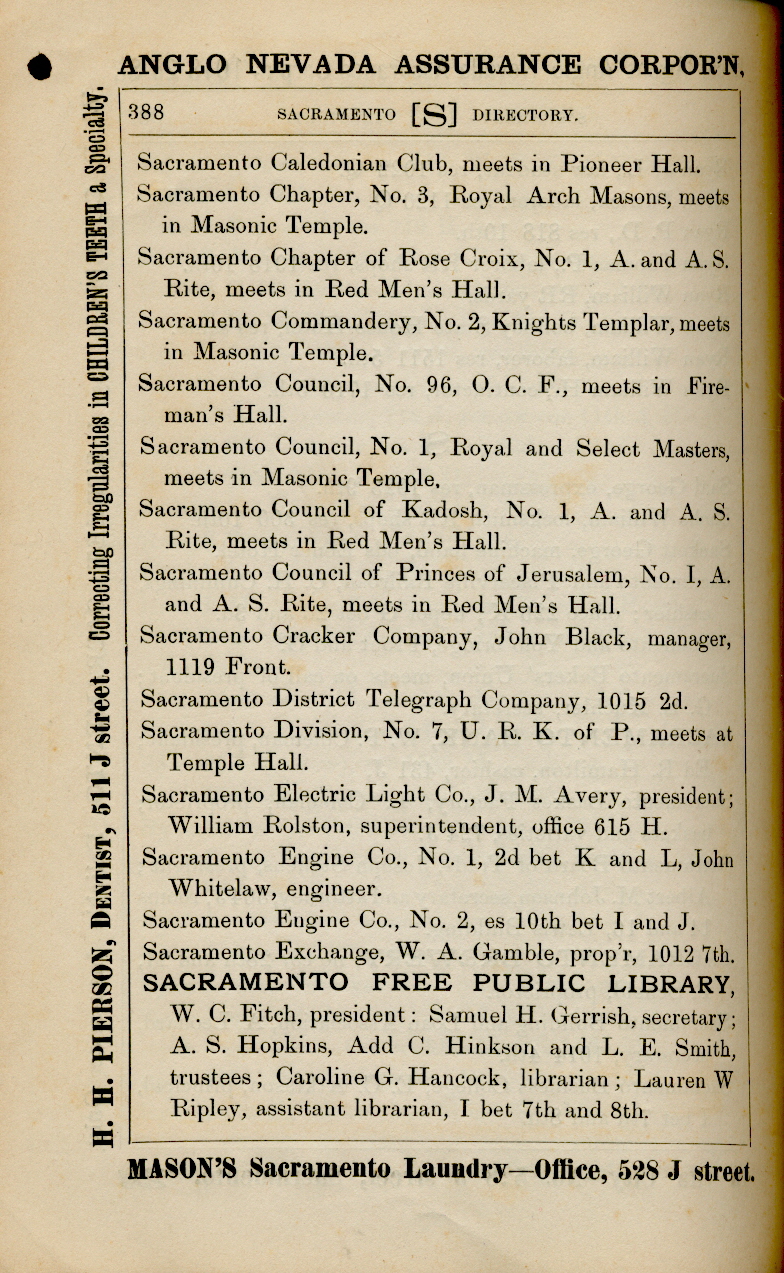 ANGLO NEVADA ASSURANCE CORPOR'N,
388 SACRAMENTO [S] DIRECTORY.
Sacramento Caledonian Club, meets in Pioneer Hall.
Sacramento Chapter, No. 3, Royal Arch Masons, meets
in Masonic Temple.
Sacramento Chapter of Rose Croix, No. 1, A. and A. S.
Rite, meets in Red Men's Hall.
Sacramento Commandery, No. 2, Knights Templar, meets
in Masonic Temple.
Sacramento Council, No. 96, O. C. F., meets in Fire-
man's Hall.
Sacramento Council, No. 1, Royal and Select Masters,
meets in Masonic Temple.
Sacramento Council of Kadosh, No. 1, A. and A. S.
Rite, meets in Red Men's Hall.
Sacramento Council of Princes of Jerusalem, No. I, A.
and A. S. Rite, meets in Red Men's Hall.
Sacramento Cracker Company, John Black, manager,
1119 Front.
Sacramento District Telegraph Company, 1015 2d.
Sacramento Division, No. 7, U. R. K. of P., meets at
Temple Hall.
Sacramento Electric Light Co., J. M. Avery, president;
William Rolston, superintendent, office 615 H.
Sacramento Engine Co., No. 1, 2d bet K and L, John
Whitelaw, engineer.
Sacramento Engine Co., No. 2, es 10th bet I and J.
Sacramento Exchange, W. A. Gamble, prop'r, 1012 7th.
SACRAMENTO FREE PUBLIC LIBRARY,
W. C. Fitch, president : Samuel H. Gerrish, secretary;
A. S. Hopkins, Add C. Hinkson and L. E. Smith,
trustees ; Caroline G. Hancock, librarian ; Lauren W
Ripley, assistant librarian, I bet 7th and 8th.
MASON'S Sacramento Laundry—Office, 528 J street.
H. H. PIERSON, DENTIST, 511 J street. Correcting Irregularities in CHILDREN'S TEETH a Specialty.